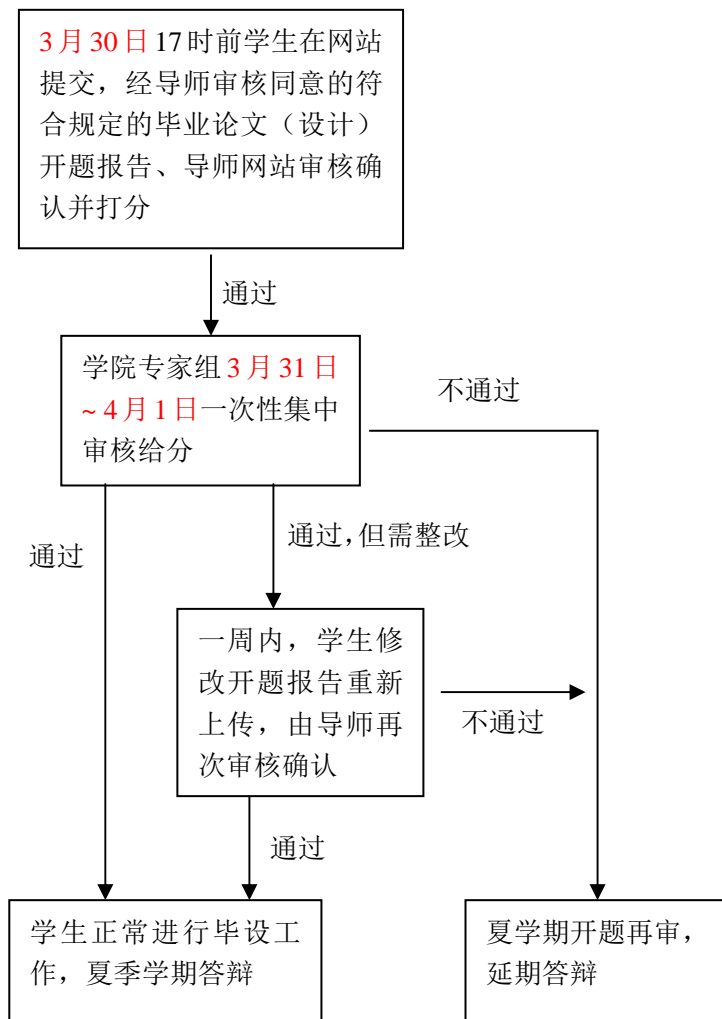 3月30日17时前学生在网站
提交，经导师审核同意的符
合规定的毕业论文（设计）
开题报告、导师网站审核确
认并打分
通过
学院专家组3月31日
~4月1日一次性集中
审核给分
不通过
通过
通过，但需整改
一周内，学生修
改开题报告重新
上传，由导师再
次审核确认
不通过
通过
学生正常进行毕设工
作，夏季学期答辩
夏学期开题再审，
延期答辩